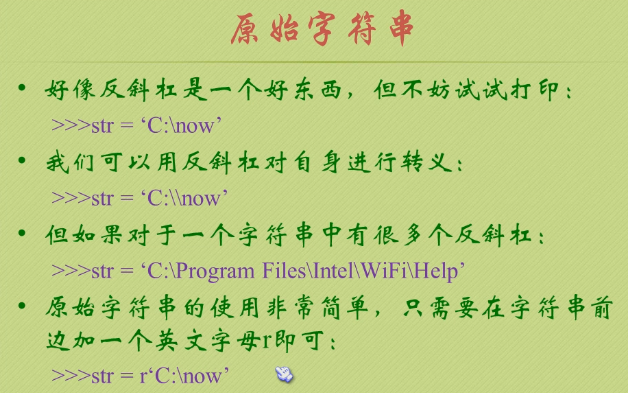 原始字符串
• 好像反斜杠是一个好东西，但不妨试试打印：
>>>str = ‘C:\now’
• 我们可以用反斜杠对自身进行转义：
>>>str = ‘C:\\now’
• 但如果对于一个字符串中有很多个反斜杠：
>>>str = ‘C:\Program Files\Intel\WiFi\Help’
• 原始字符串的使用非常简单，只需要在字符串前
边加一个英文字母r即可：
>>>str = r‘C:\now’